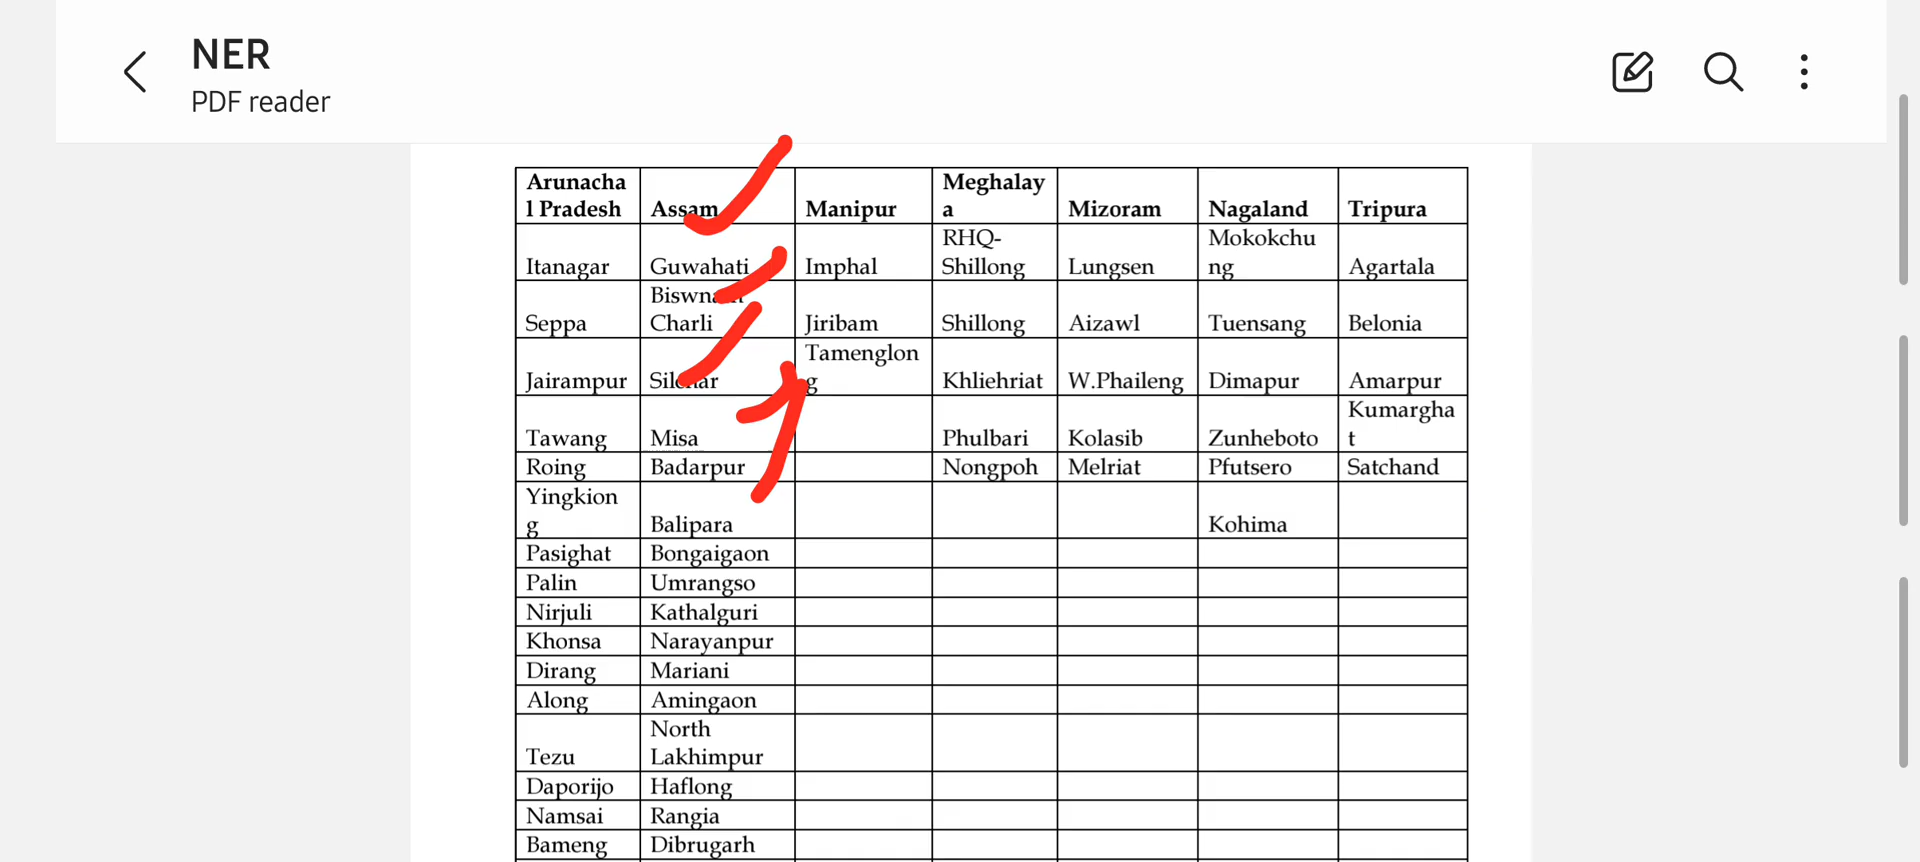 NER
PDF reader
Arunacha
l Pradesh Assam Manipur Meghalay
a Mizoram Nagaland Tripura
Itanagar Guwahati Imphal RHQ-
Shillong Lungsen Mokokchu
ng Agartala
Seppa Biswnath
Charli Jiribam Shillong Aizawl Tuensang Belonia
Jairampur Silchar Tamenglon
g Khliehriat W.Phaileng Dimapur Amarpur
Tawang Misa Phulbari Kolasib Zunheboto Kumargha
t
Roing Badarpur Nongpoh Melriat Pfutsero Satchand
Yingkion
g Balipara Kohima
Pasighat Bongaigaon
Palin Umrangso
Nirjuli Kathalguri
Khonsa Narayanpur
Dirang Mariani
Along Amingaon
Tezu North
Lakhimpur
Daporijo Haflong
Namsai Rangia
Bameng Dibrugarh